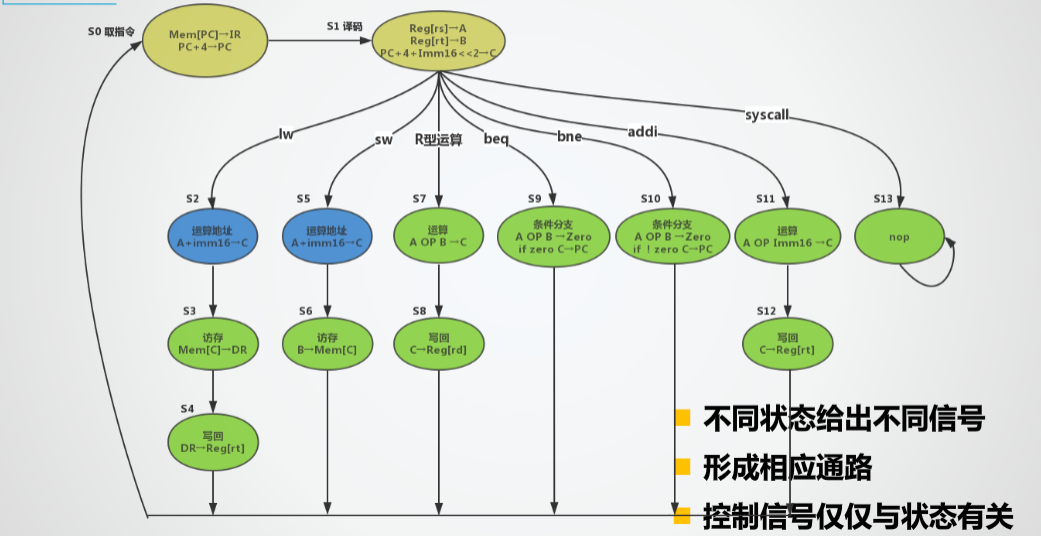 S0 取指令
Mem[PC]→IR
PC+4→PC
S1 译码
Reg[rs]→A
Reg[rt]→B
PC+4+Imm16<<2→C
lw
sw
R型运算
beq
bne
addi
syscall
S2
运算地址
A+imm16→C
S5
运算地址
A+imm16→C
S7
运算
A OP B →C
S9
条件分支
A OP B →Zero
if zero C→PC
S10
条件分支
A OP B →Zero
if ! zero C→PC
S11
运算
A OP Imm16 →C
S13
nop
S3
访存
Mem[C]→DR
S6
访存
B→Mem[C]
S8
写回
C→Reg[rd]
S12
写回
C→Reg[rt]
S4
写回
DR→Reg[rt]
不同状态给出不同信号
形成相应通路
控制信号仅仅与状态有关